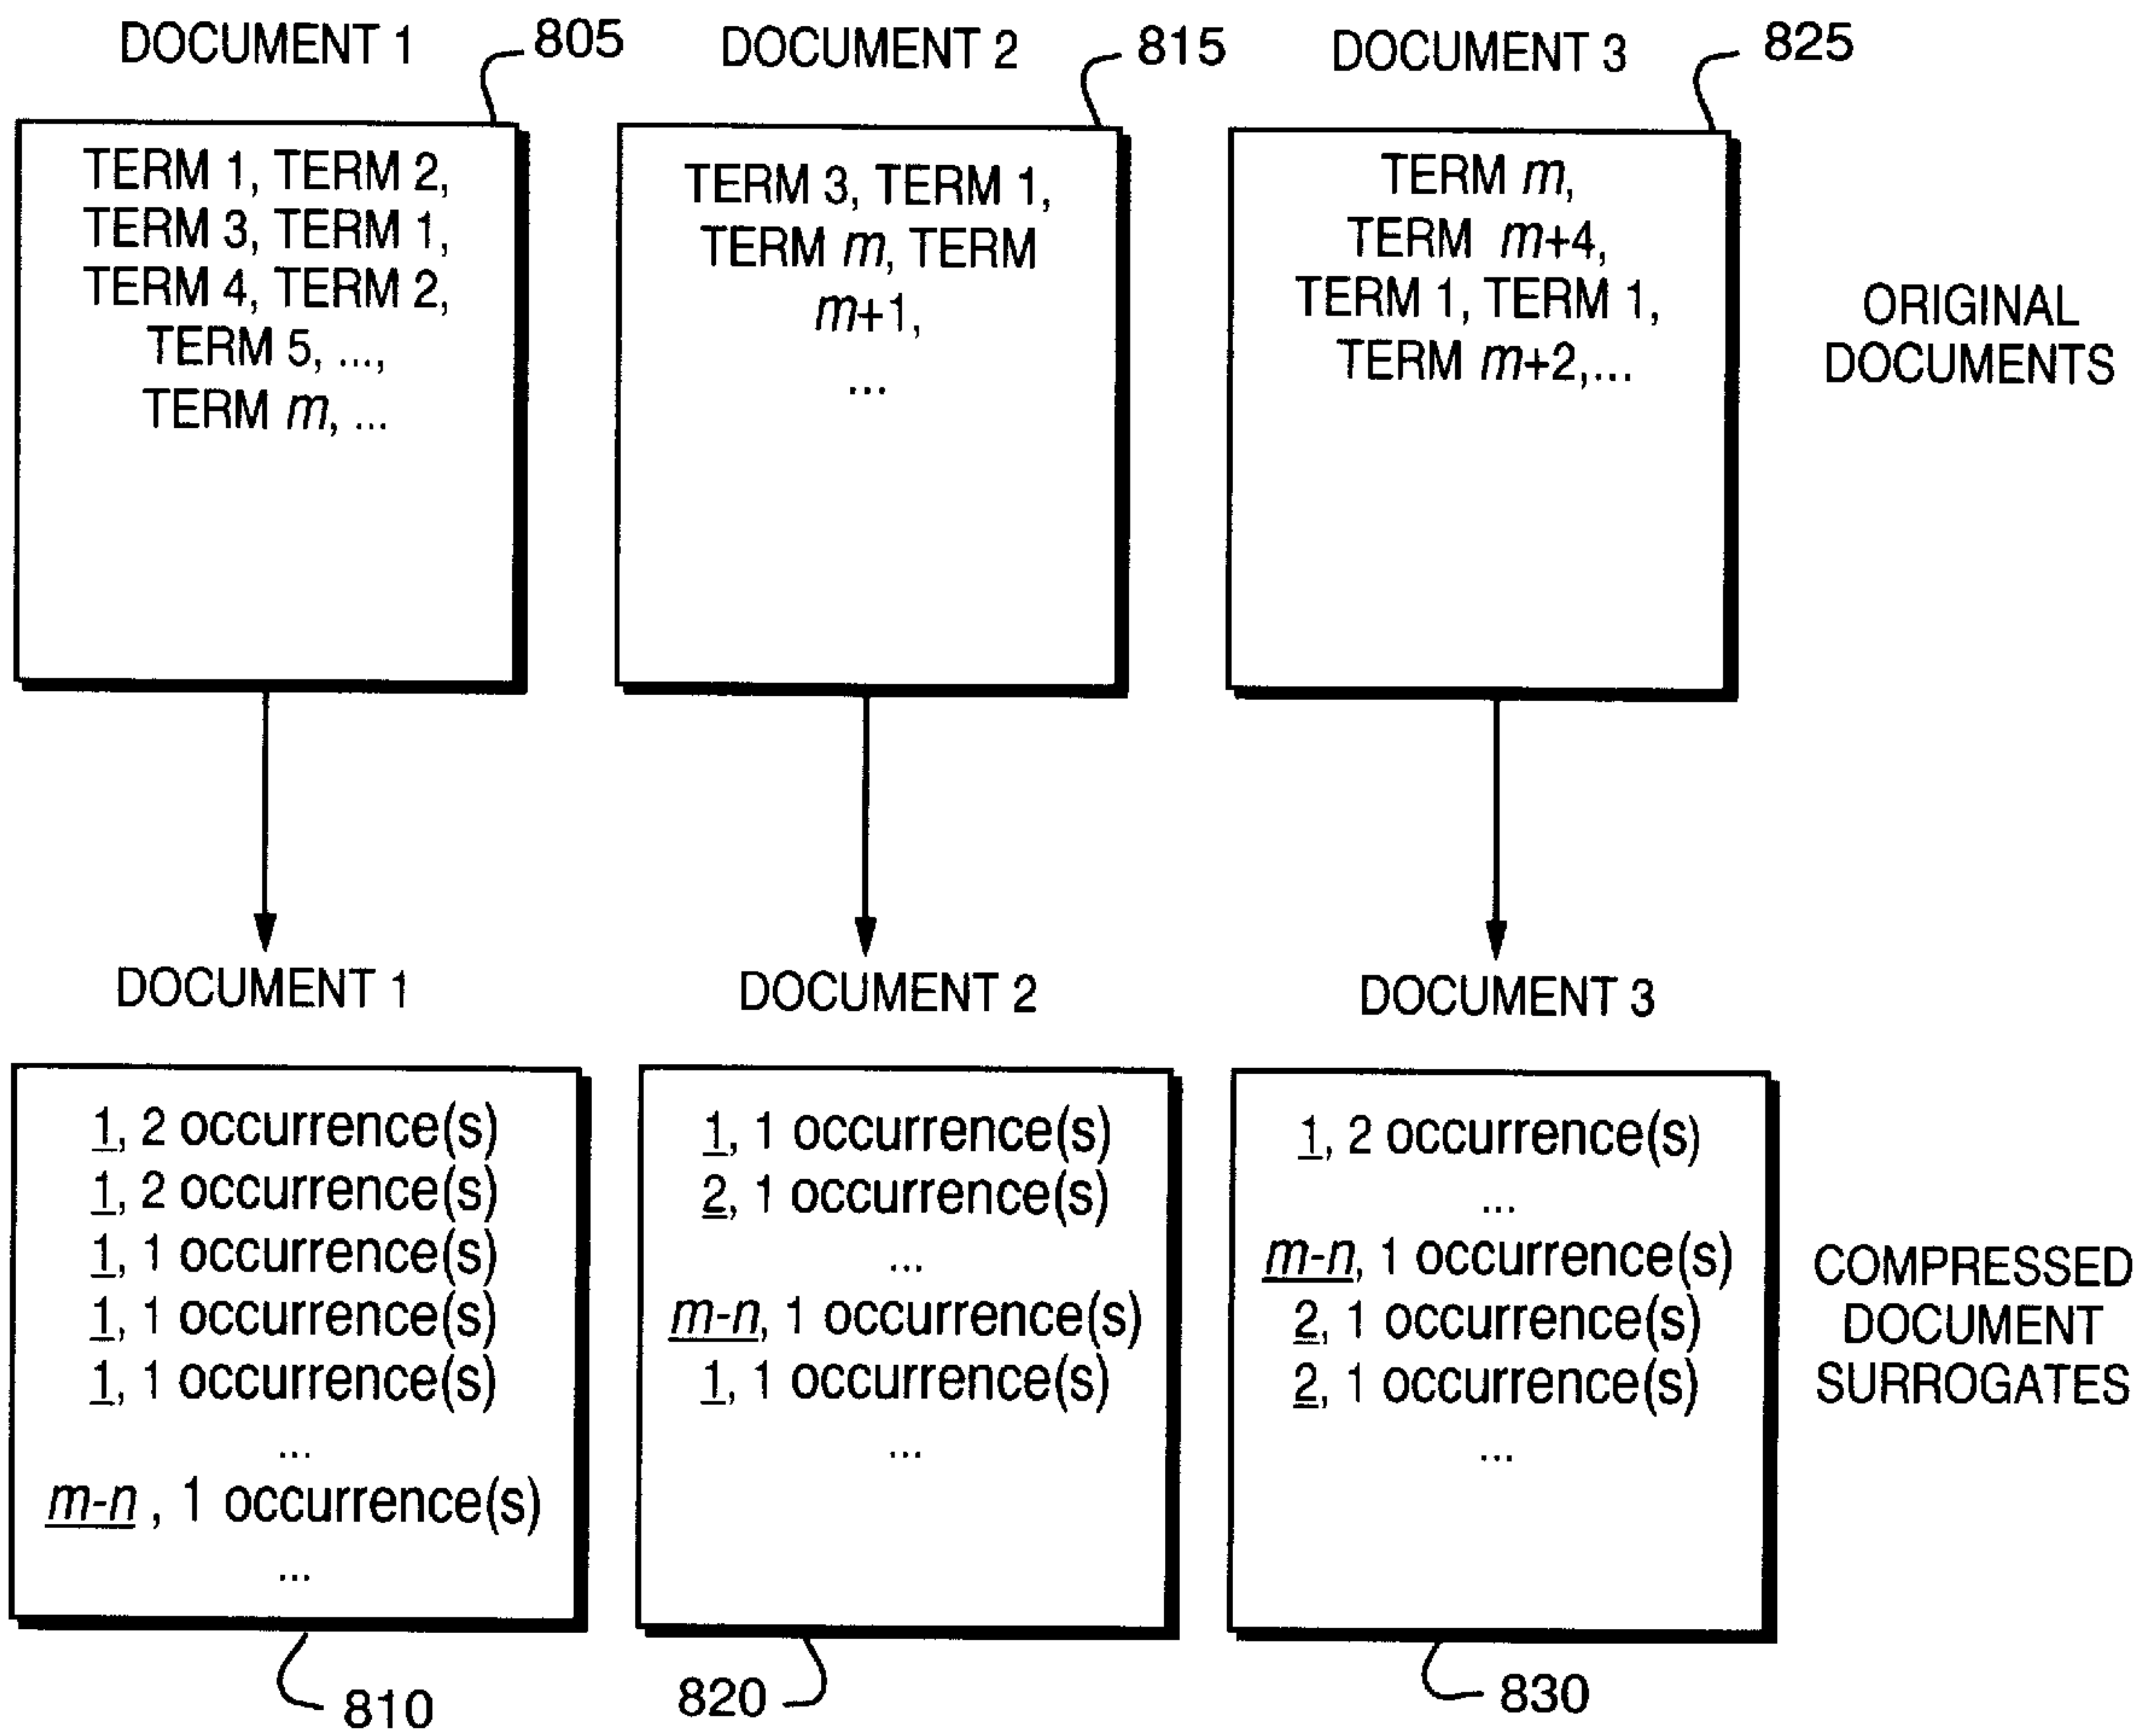 DOCUMENT 1
805
TERM 1, TERM 2,
TERM 3, TERM 1,
TERM 4, TERM 2,
TERM 5, ...,
TERM m, ...
DOCUMENT 2
815
TERM 3, TERM 1,
TERM m, TERM
m+1,
...
DOCUMENT 3
825
TERM m,
TERM m+4,
TERM 1, TERM 1,
TERM m+2,...
ORIGINAL
DOCUMENTS
DOCUMENT 1
1, 2 occurrence(s)
1, 2 occurrence(s)
1, 1 occurrence(s)
1, 1 occurrence(s)
1, 1 occurrence(s)
...
m-n , 1 occurrence(s)
...
810
DOCUMENT 2
1, 1 occurrence(s)
2, 1 occurrence(s)
...
m-n, 1 occurrence(s)
1, 1 occurrence(s)
...
820
DOCUMENT 3
1, 2 occurrence(s)
...
m-n, 1 occurrence(s)
2, 1 occurrence(s)
2, 1 occurrence(s)
...
830
COMPRESSED
DOCUMENT
SURROGATES